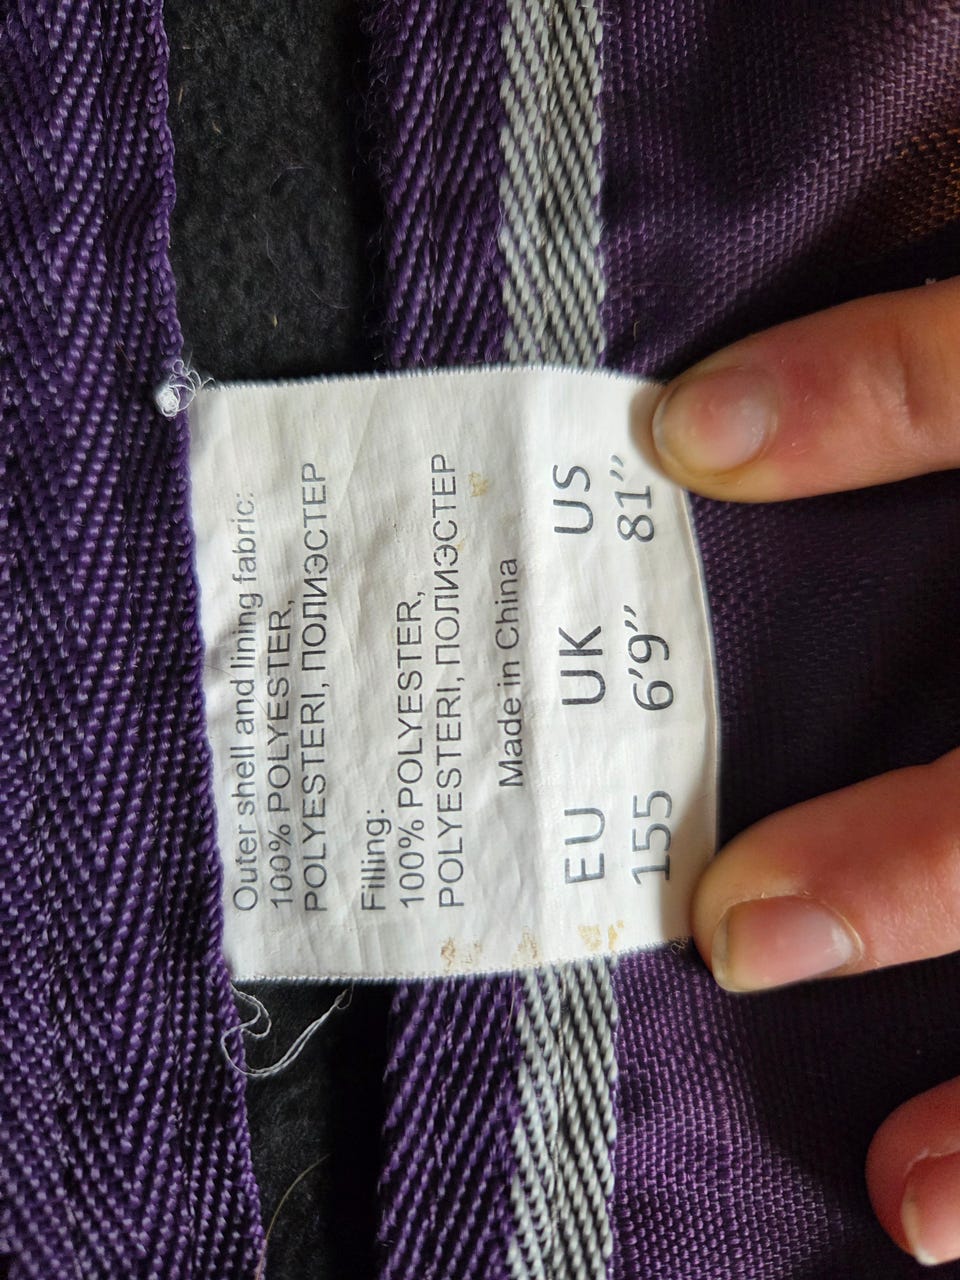 Outer shell and lining fabric:
100% POLYESTER,
POLYESTERI, ПОЛИЭСТЕР
Filling:
100% POLYESTER,
POLYESTERI, ПОЛИЭСТЕР
Made in China
EU UK US
155 6'9" 81"